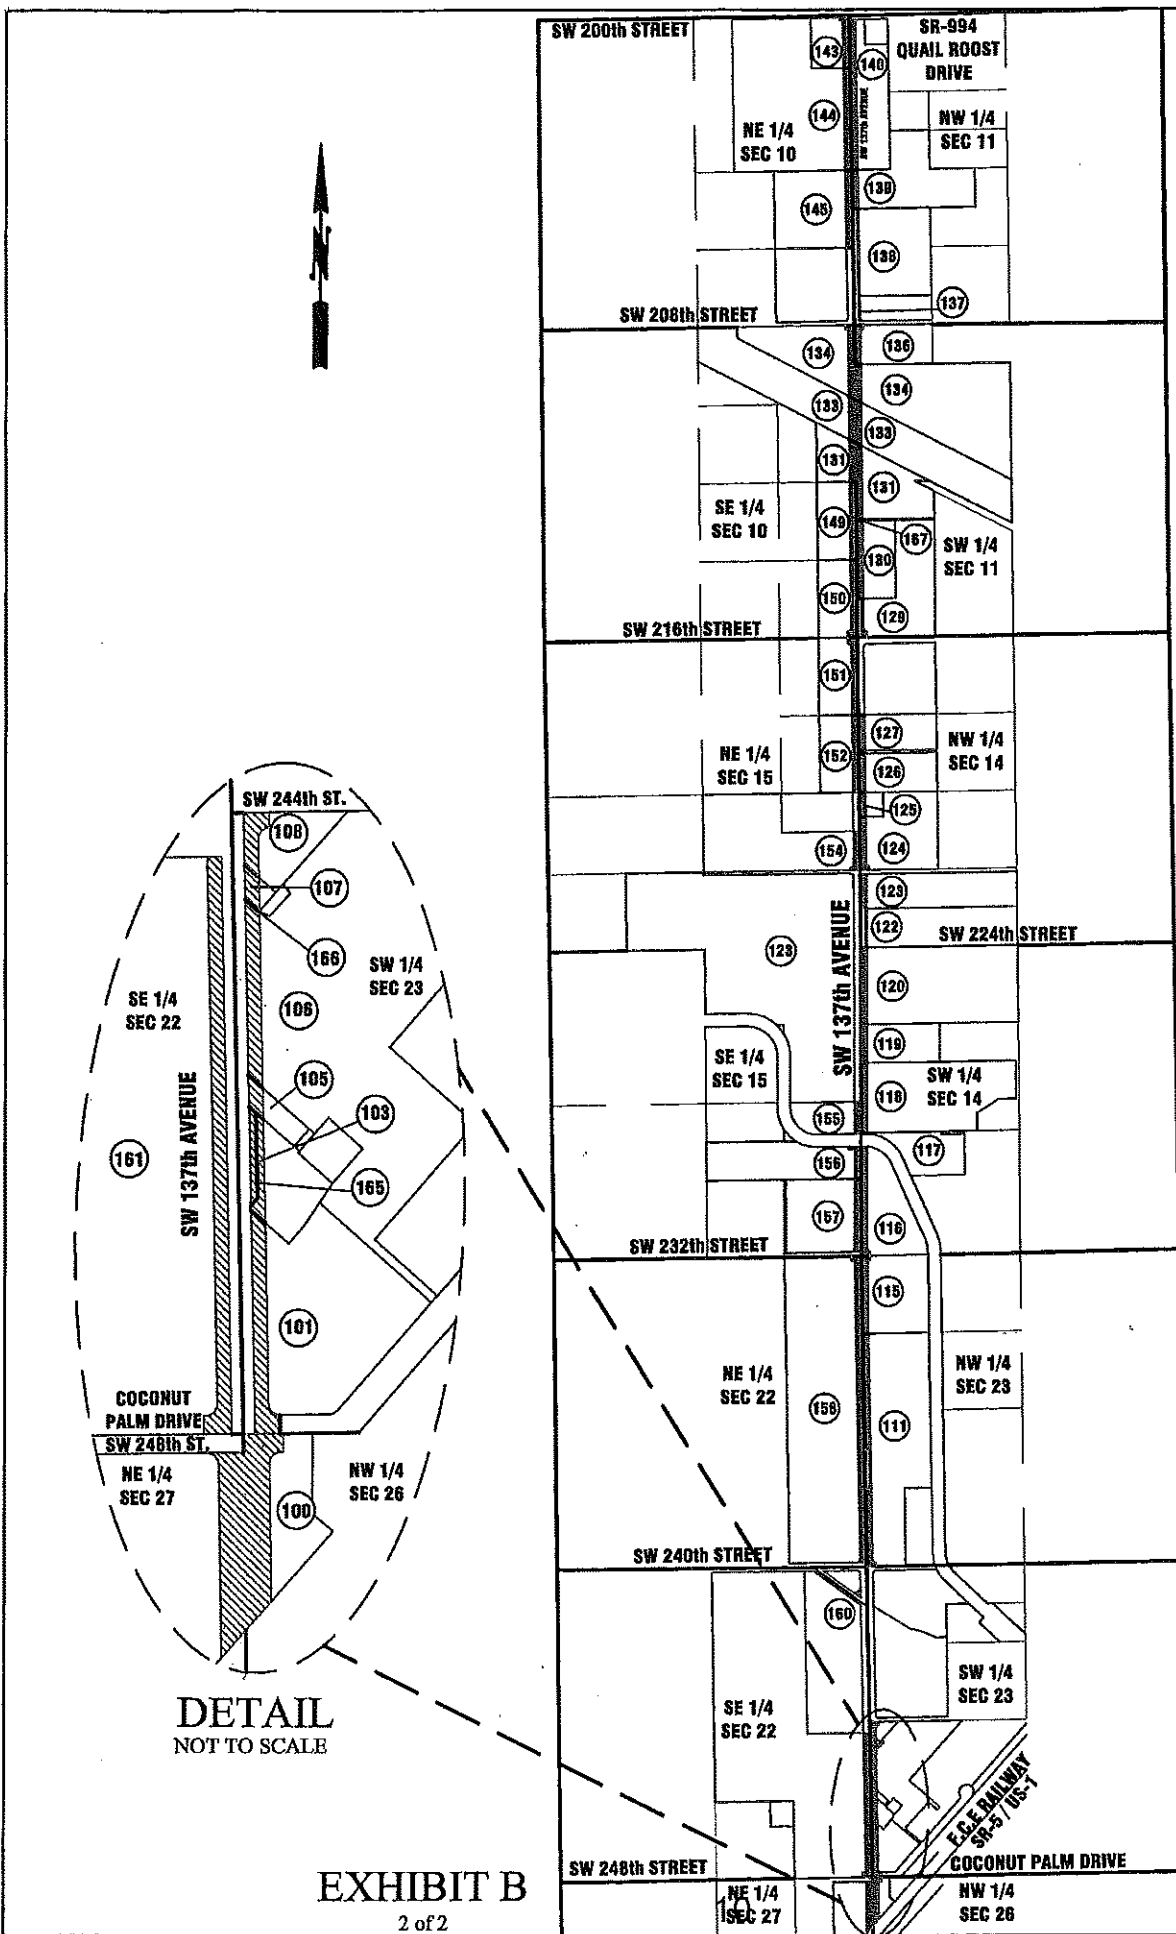 SW 200th STREET
SR-994
QUAIL ROOST
DRIVE
143
140
144
SW 137th AVENUE
NE 1/4
SEC 10
NW 1/4
SEC 11
139
145
138
137
SW 208th STREET
134
136
134
133
133
131
131
SE 1/4
SEC 10
149
167
SW 1/4
SEC 11
130
150
129
SW 216th STREET
151
127
NW 1/4
SEC 14
NE 1/4
SEC 15
152
126
125
154
124
123
122
SW 224th STREET
123
SW 137th AVENUE
120
119
SE 1/4
SEC 15
118
SW 1/4
SEC 14
155
117
156
157
116
SW 232th STREET
115
NE 1/4
SEC 22
NW 1/4
SEC 23
158
111
SW 240th STREET
160
SW 1/4
SEC 23
SE 1/4
SEC 22
F.C.E RAILWAY
SR-5 / US-1
SW 248th STREET
COCONUT PALM DRIVE
NE 1/4
SEC 27
10
NW 1/4
SEC 26
N
SW 244th ST.
108
107
166
SW 1/4
SEC 23
SE 1/4
SEC 22
106
105
103
161
SW 137th AVENUE
165
101
COCONUT
PALM DRIVE
SW 248th ST.
NE 1/4
SEC 27
NW 1/4
SEC 26
100
DETAIL
NOT TO SCALE
EXHIBIT B
2 of 2